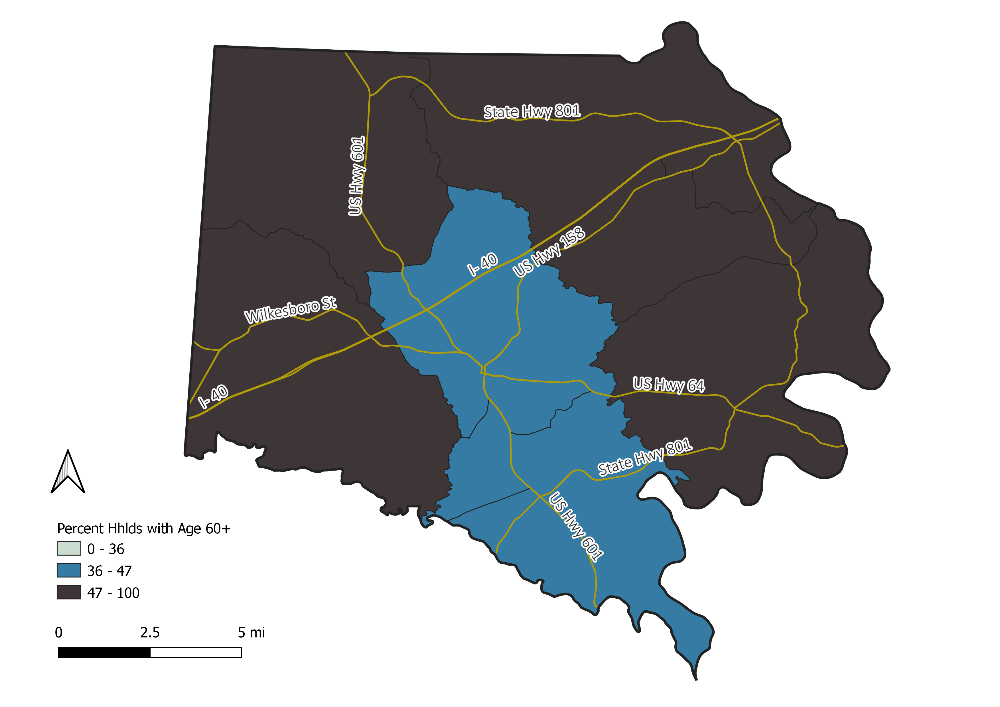 State Hwy 801
US Hwy 601
US Hwy 158
I- 40
Wilkesboro St
US Hwy 64
I- 40
State Hwy 801
US Hwy 601
Percent Hhlds with Age 60+
0 - 36
36 - 47
47 - 100
0 2.5 5 mi